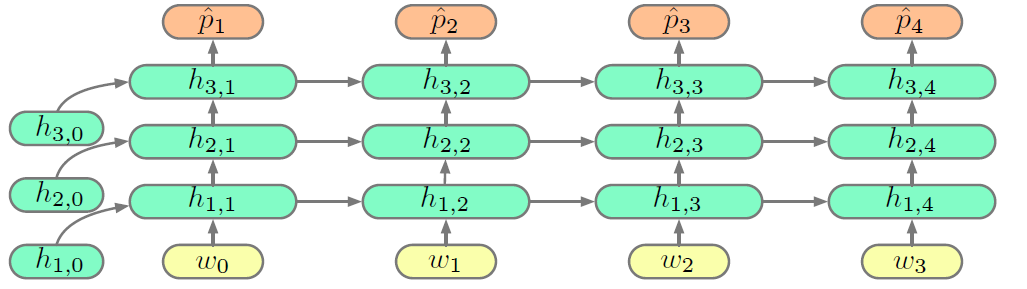 p̂₁ p̂₂ p̂₃ p̂₄
h₃,₁ h₃,₂ h₃,₃ h₃,₄
h₃,₀
h₂,₁ h₂,₂ h₂,₃ h₂,₄
h₂,₀
h₁,₁ h₁,₂ h₁,₃ h₁,₄
h₁,₀ w₀ w₁ w₂ w₃